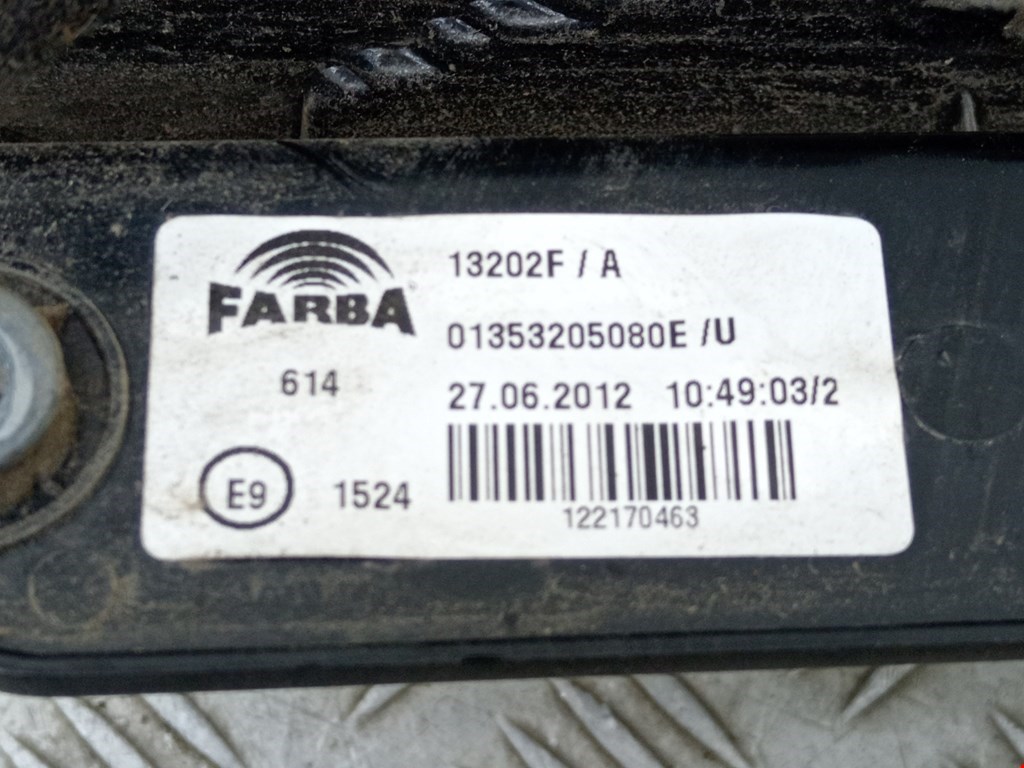 FARBA
13202F / A
01353205080E /U
614
27.06.2012 10:49:03/2
E9
1524
122170463